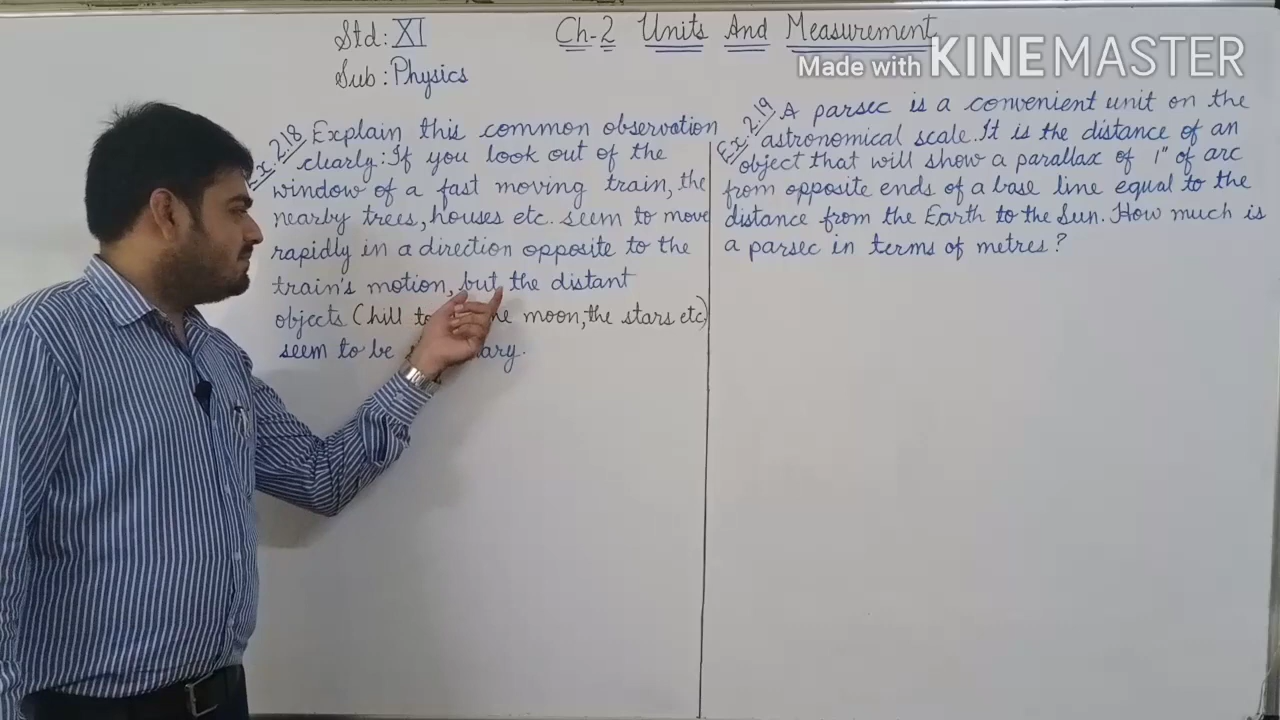 Std: XI
Sub: Physics
Ch-2 Units And Measurement
Made with KINEMASTER
Ex. 2.18 Explain this common observation
clearly: If you look out of the
window of a fast moving train, the
nearby trees, houses etc. seem to move
rapidly in a direction opposite to the
train's motion, but the distant
objects (hill moon, the stars etc)
seem to be
Ex. 2.19 A parsec is a convenient unit on the
astronomical scale. It is the distance of an
object that will show a parallax of 1" of arc
from opposite ends of a base line equal to the
distance from the Earth to the Sun. How much is
a parsec in terms of metres?